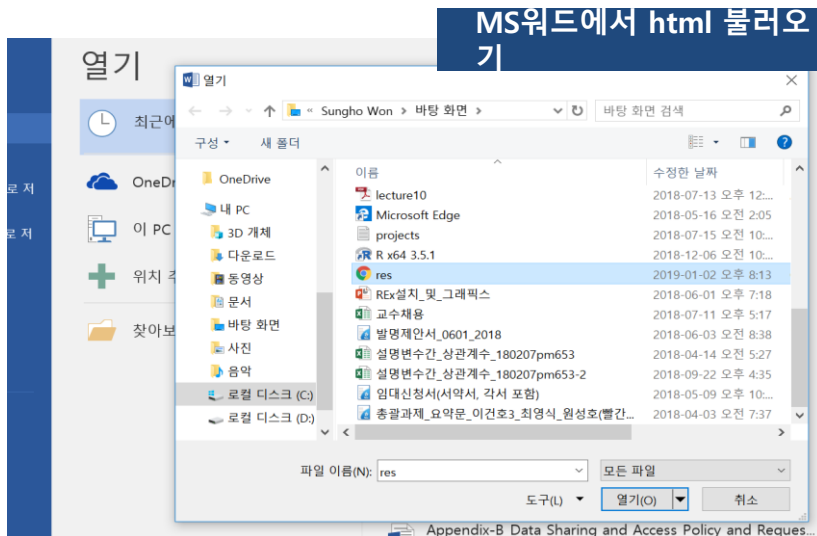 MS워드에서 html 불러오
기
열기
열기
최근에
OneDr
이 PC
위치 추
찾아보
로 저
로 저
« Sungho Won > 바탕 화면 >
바탕 화면 검색
구성
새 폴더
OneDrive
내 PC
3D 개체
다운로드
동영상
문서
바탕 화면
사진
음악
로컬 디스크 (C:)
로컬 디스크 (D:)
이름 수정한 날짜
lecture10 2018-07-13 오후 12:...
Microsoft Edge 2018-05-16 오전 2:05
projects 2018-07-15 오전 10:...
R x64 3.5.1 2018-12-06 오전 10:...
res 2019-01-02 오후 8:13
REx설치_및_그래픽스 2018-06-01 오후 7:18
교수채용 2018-07-11 오후 5:17
발명제안서_0601_2018 2018-06-03 오전 8:38
설명변수간_상관계수_180207pm653 2018-04-14 오전 5:27
설명변수간_상관계수_180207pm653-2 2018-09-22 오후 4:35
임대신청서(서약서, 각서 포함) 2018-05-09 오후 10:...
총괄과제_요약문_이건호3_최영식_원성호(빨간... 2018-04-03 오전 7:37
파일 이름(N): res
모든 파일
도구(L)
열기(O)
취소
Appendix-B Data Sharing and Access Policy and Reques...